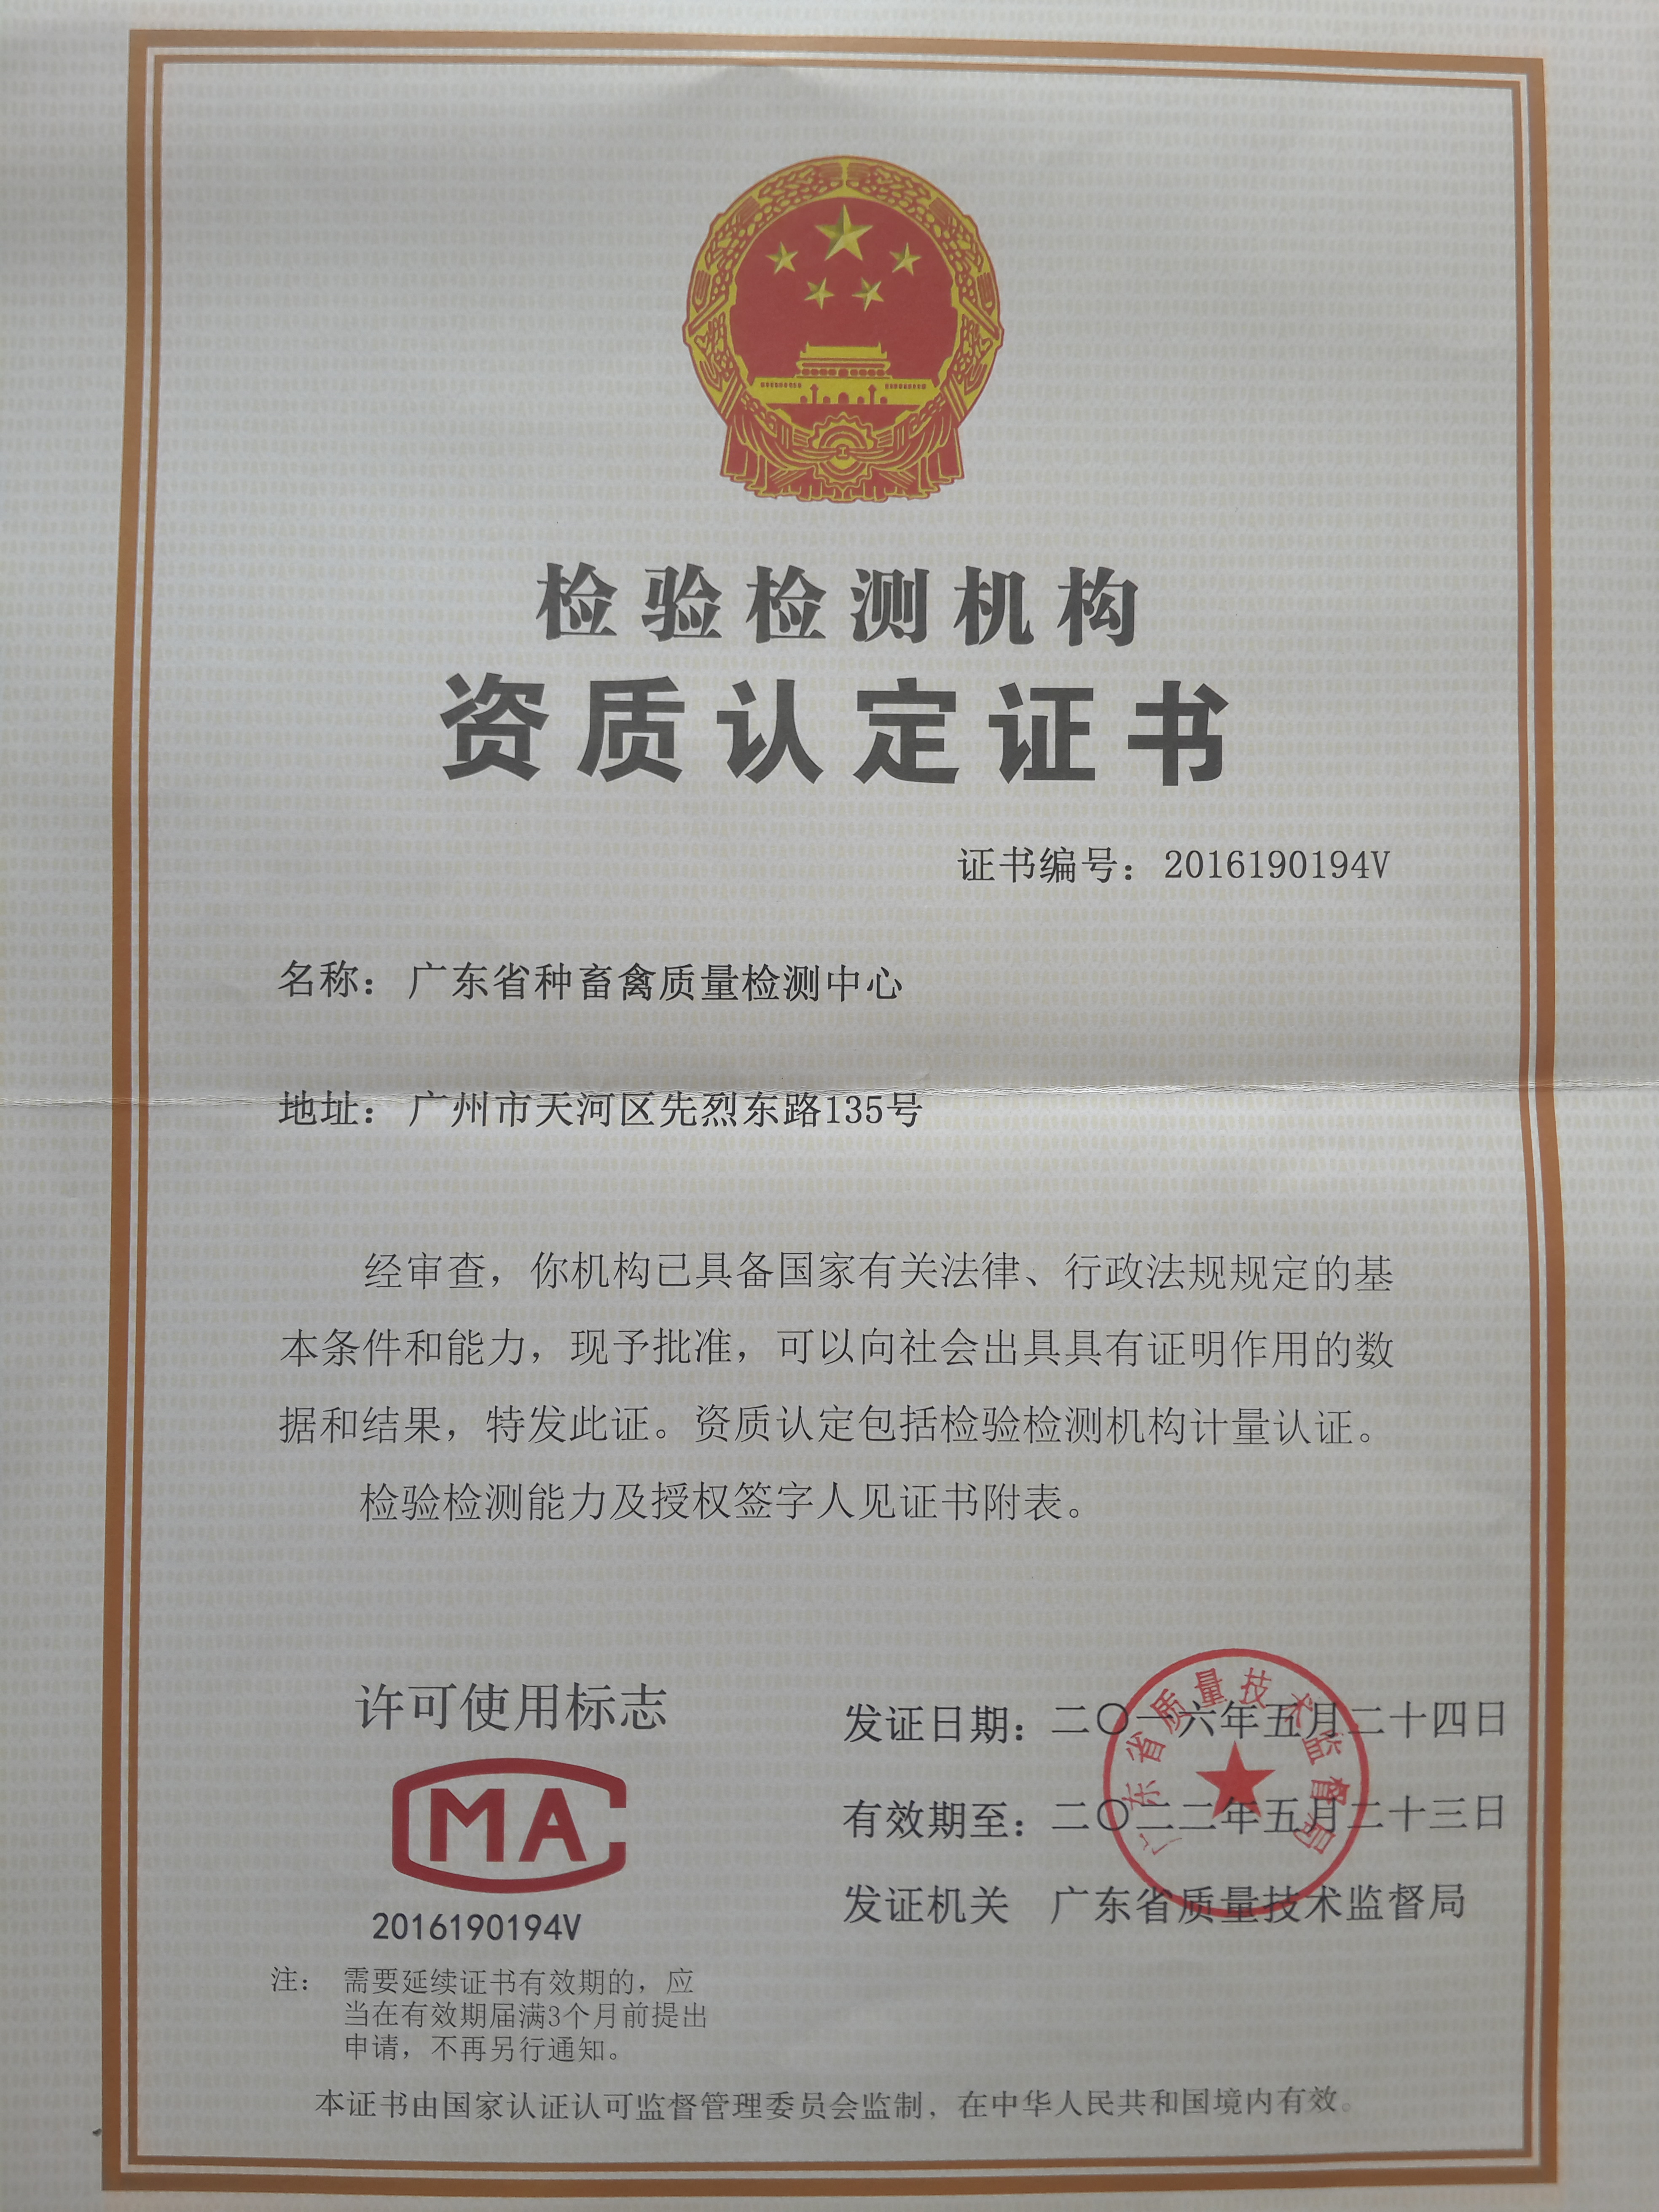 检验检测机构
资质认定证书
证书编号：2016190194V
名称：广东省种畜禽质量检测中心
地址：广州市天河区先烈东路135号
经审查，你机构己具备国家有关法律、行政法规规定的基
本条件和能力，现予批准，可以向社会出具具有证明作用的数
据和结果，特发此证。资质认定包括检验检测机构计量认证。
检验检测能力及授权签字人见证书附表。
许可使用标志
MA
2016190194V
发证日期：二〇一六年五月二十四日
有效期至：二〇二二年五月二十三日
发证机关 广东省质量技术监督局
广东省质量技术监督局
注：需要延续证书有效期的，应
当在有效期届满3个月前提出
申请，不再另行通知。
本证书由国家认证认可监督管理委员会监制，在中华人民共和国境内有效。